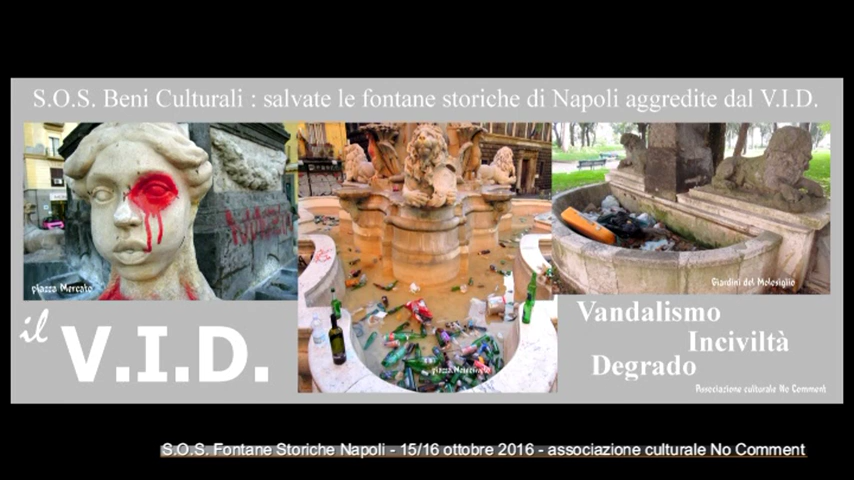 S.O.S. Beni Culturali : salvate le fontane storiche di Napoli aggredite dal V.I.D.
piazza Mercato
Giardini del Molosiglio
il
V.I.D.
Vandalismo
Inciviltà
Degrado
Associazione culturale No Comment
S.O.S. Fontane Storiche Napoli - 15/16 ottobre 2016 - associazione culturale No Comment